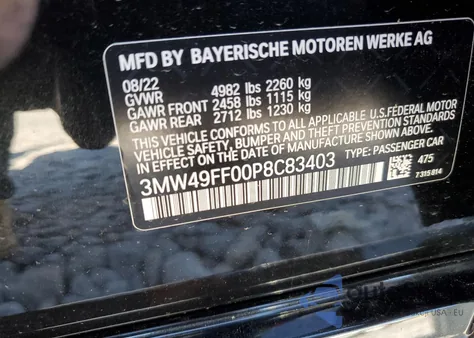 MFD BY BAYERISCHE MOTOREN WERKE AG
08/22
GVWR 4982 lbs 2260 kg
GAWR FRONT 2458 lbs 1115 kg
GAWR REAR 2712 lbs 1230 kg
THIS VEHICLE CONFORMS TO ALL APPLICABLE U.S. FEDERAL MOTOR
VEHICLE SAFETY, BUMPER, AND THEFT PREVENTION STANDARDS
IN EFFECT ON THE DATE OF MANUFACTURE SHOWN ABOVE.
3MW49FF00P8C83403
TYPE: PASSENGER CAR
475
7 315 814